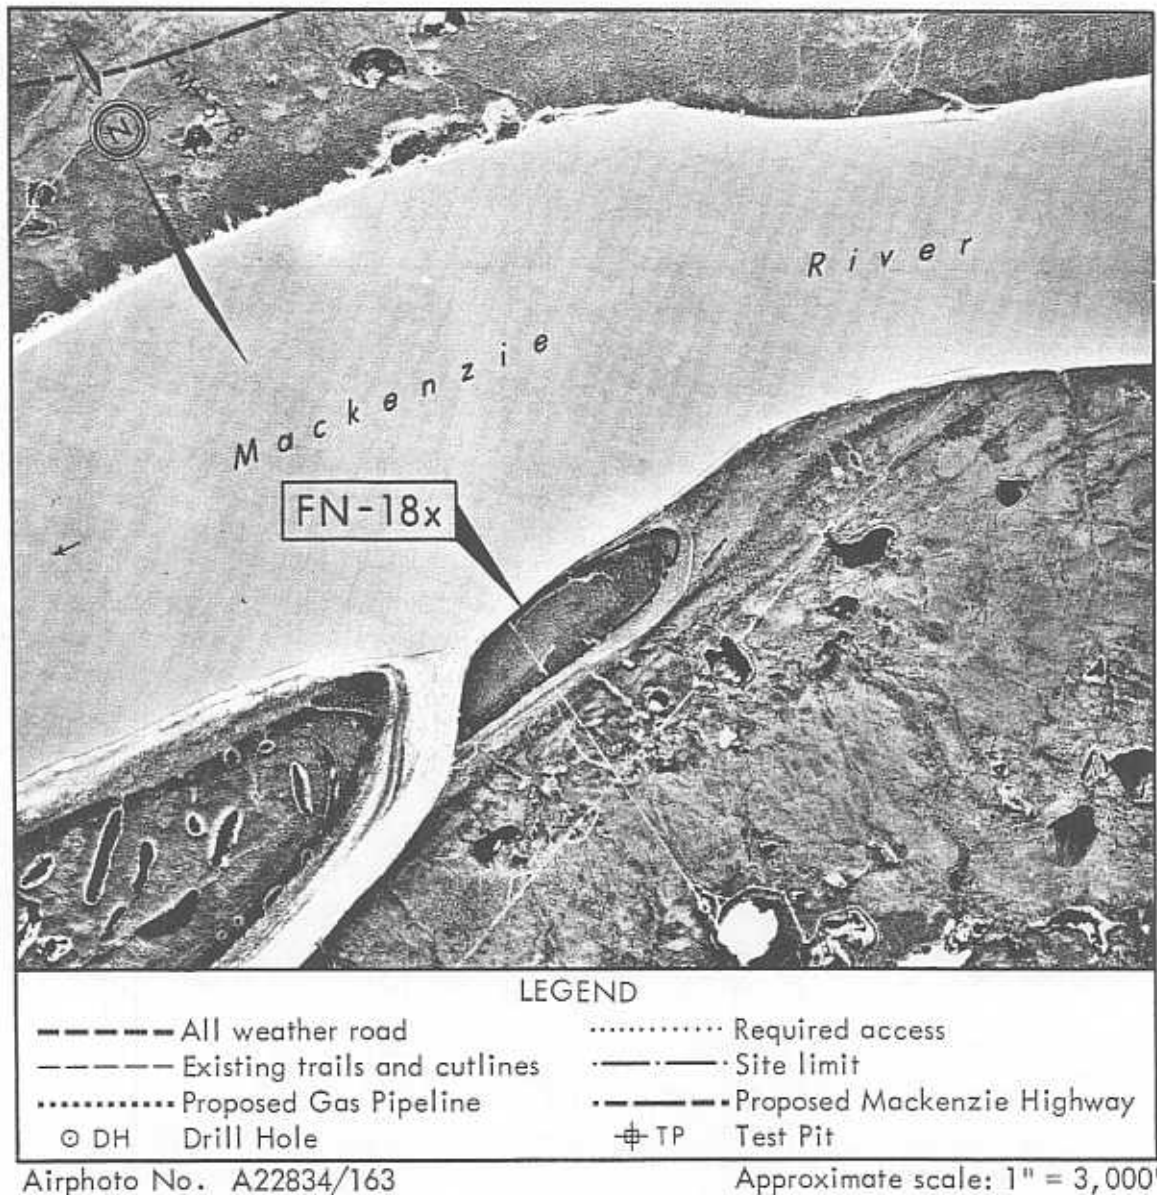 N
River
Mackenzie
FN-18x
LEGEND
All weather road
Required access
Existing trails and cutlines
Site limit
Proposed Gas Pipeline
Proposed Mackenzie Highway
DH Drill Hole
TP Test Pit
Airphoto No. A22834/163
Approximate scale: 1" = 3,000'